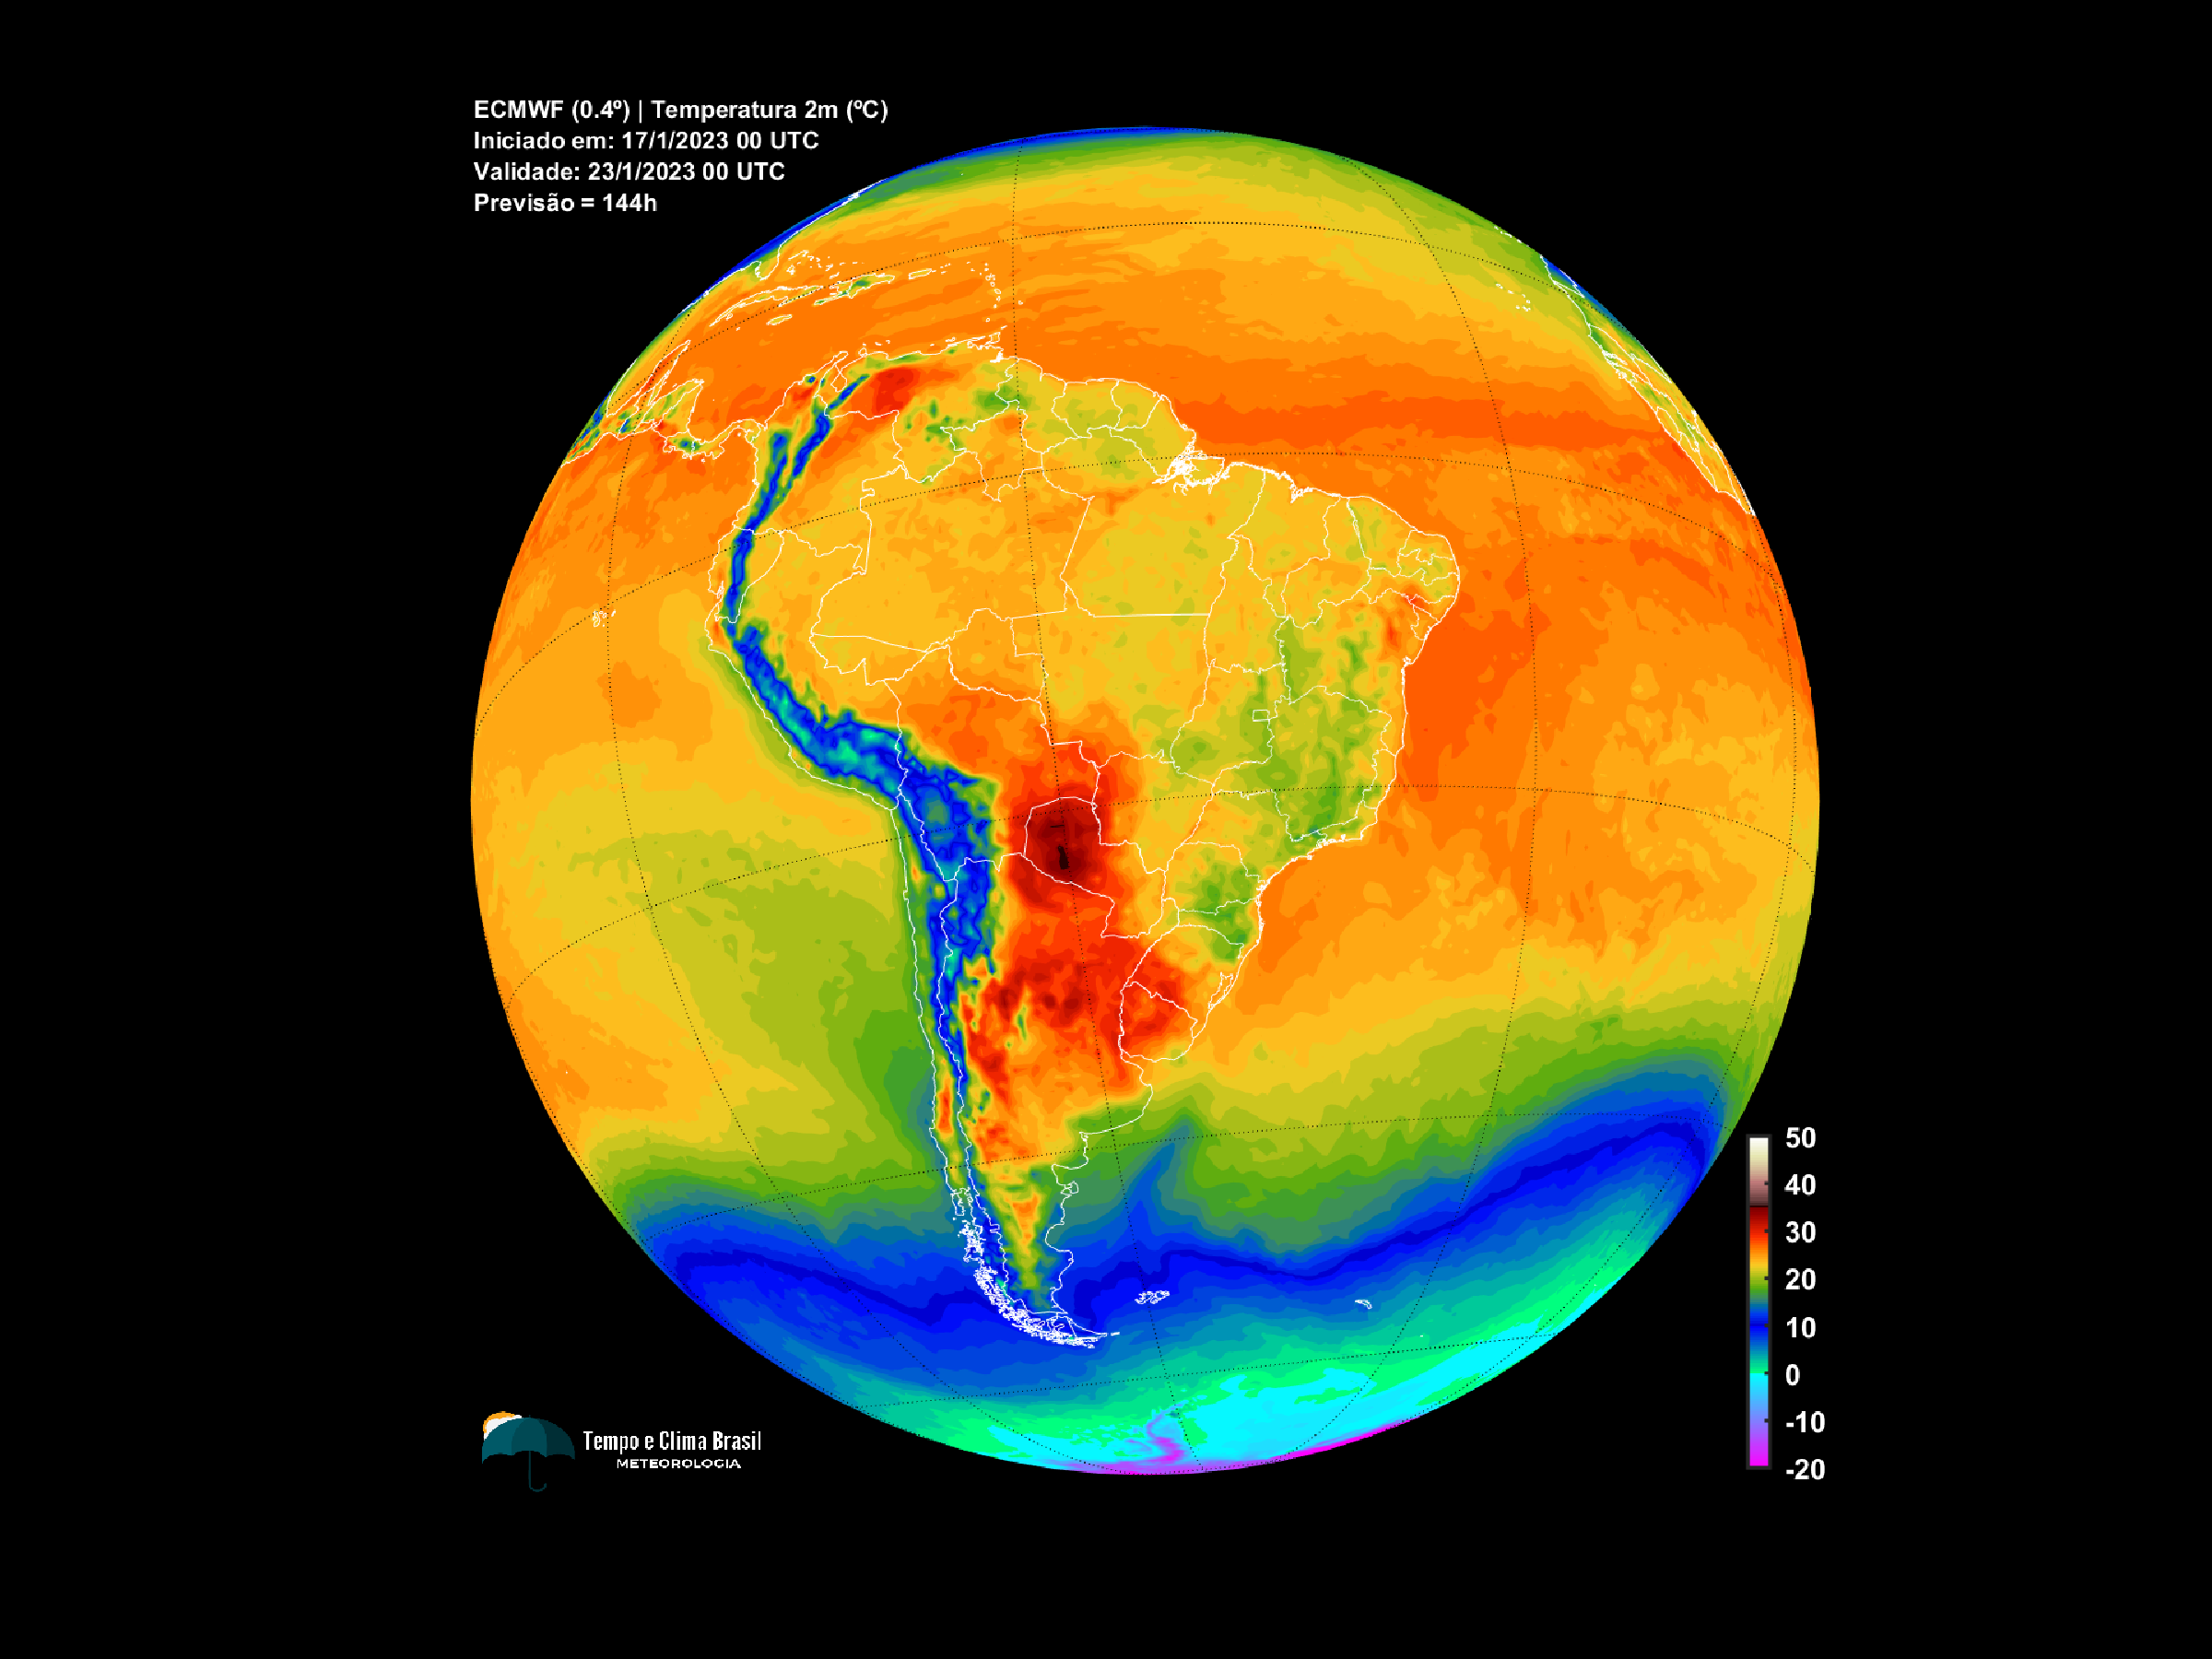 ECMWF (0.4º) | Temperatura 2m (ºC)
Iniciado em: 17/1/2023 00 UTC
Validade: 23/1/2023 00 UTC
Previsão = 144h
50
40
30
20
10
0
-10
-20
Tempo e Clima Brasil
METEOROLOGIA